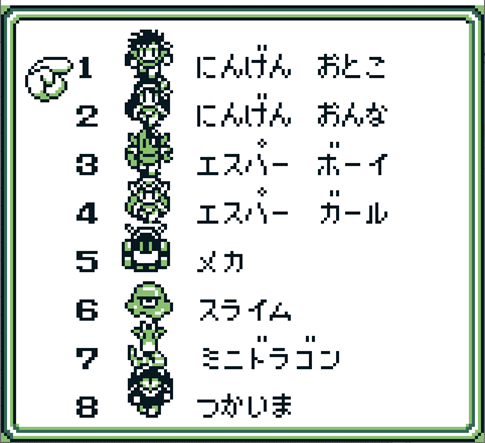 1 にんげん おとこ
2 にんげん おんな
3 エスパー ボーイ
4 エスパー ガール
5 メカ
6 スライム
7 ミニドラゴン
8 つかいま